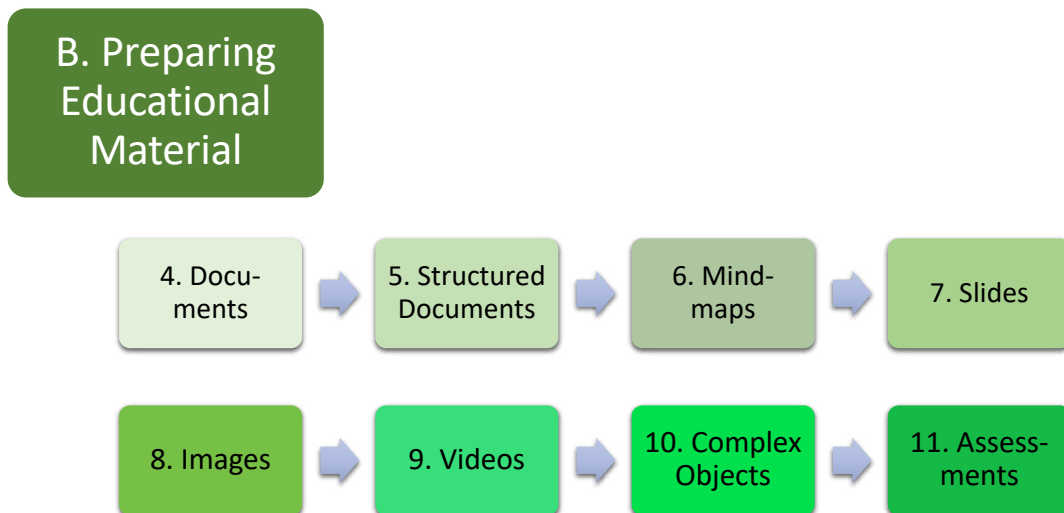 B. Preparing
Educational
Material
4. Docu-
ments
5. Structured
Documents
6. Mind-
maps
7. Slides
8. Images
9. Videos
10. Complex
Objects
11. Assess-
ments